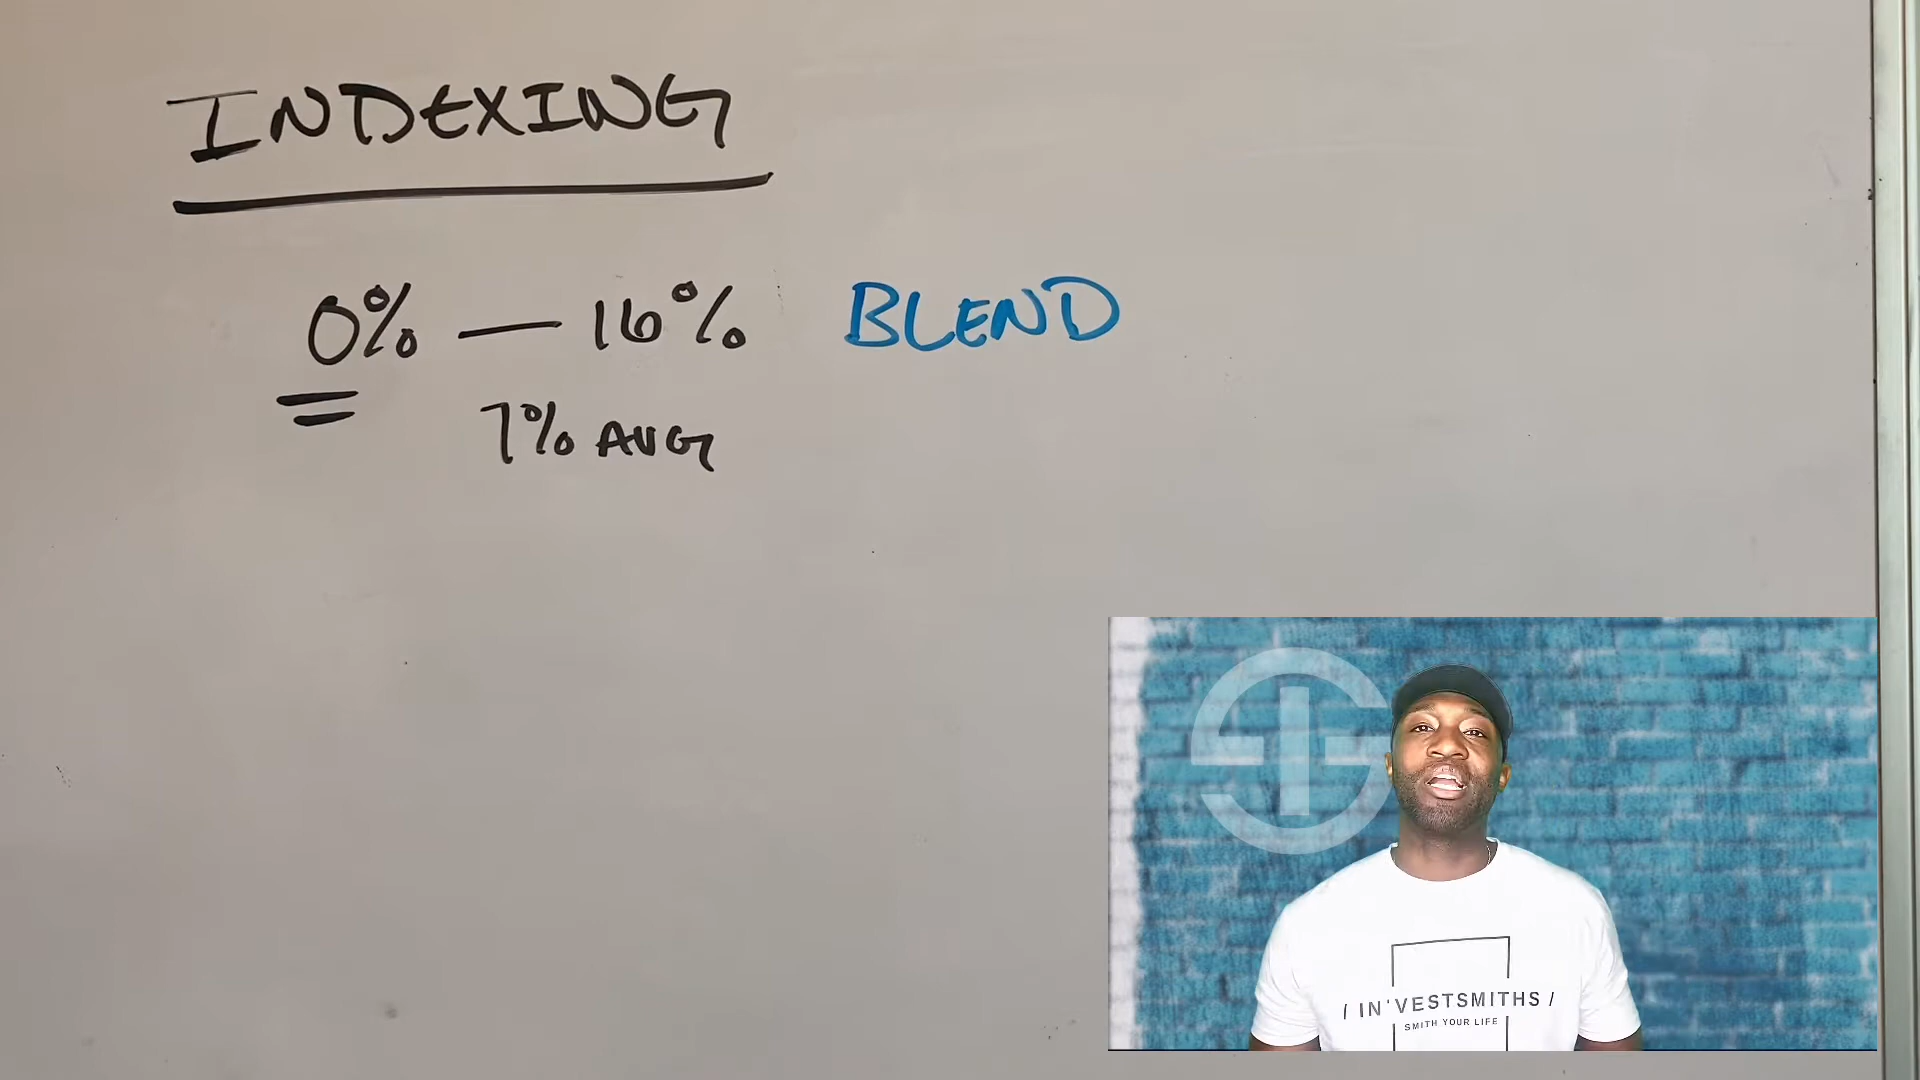 INDEXING
0% — 16% BLEND
7% AVG
/ IN'VESTSMITHS /
SMITH YOUR LIFE